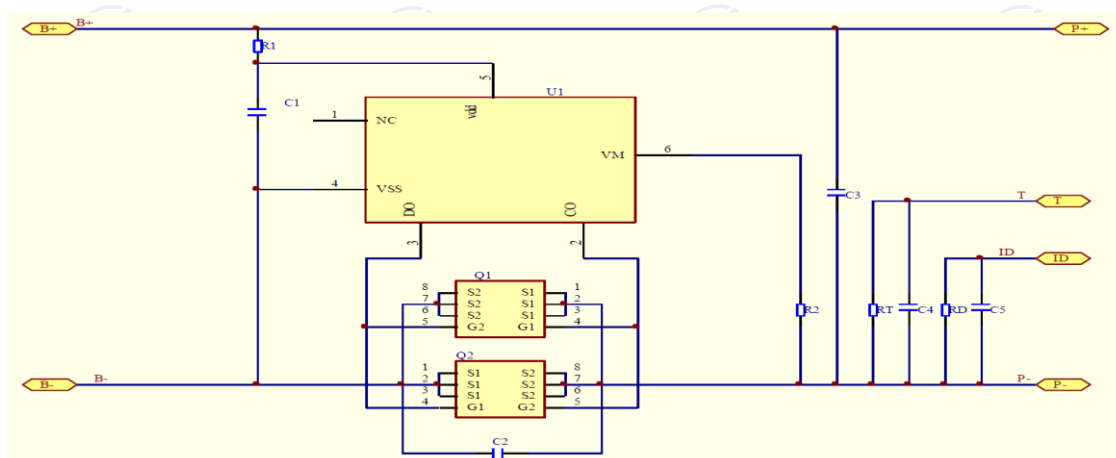 B+ B+ P+
R1
5
U1
C1
vdd
1 NC
VM 6
4 VSS
C3
T T
DO CO
3 2
ID ID
Q1
8 S2 S1 1
7 S2 S1 2
6 S2 S1 3
5 G2 G1 4
R2 RT C4 RD C5
Q2
1 S1 S2 8
2 S1 S2 7
3 S1 S2 6
4 G1 G2 5
B- B- P- P-
C2